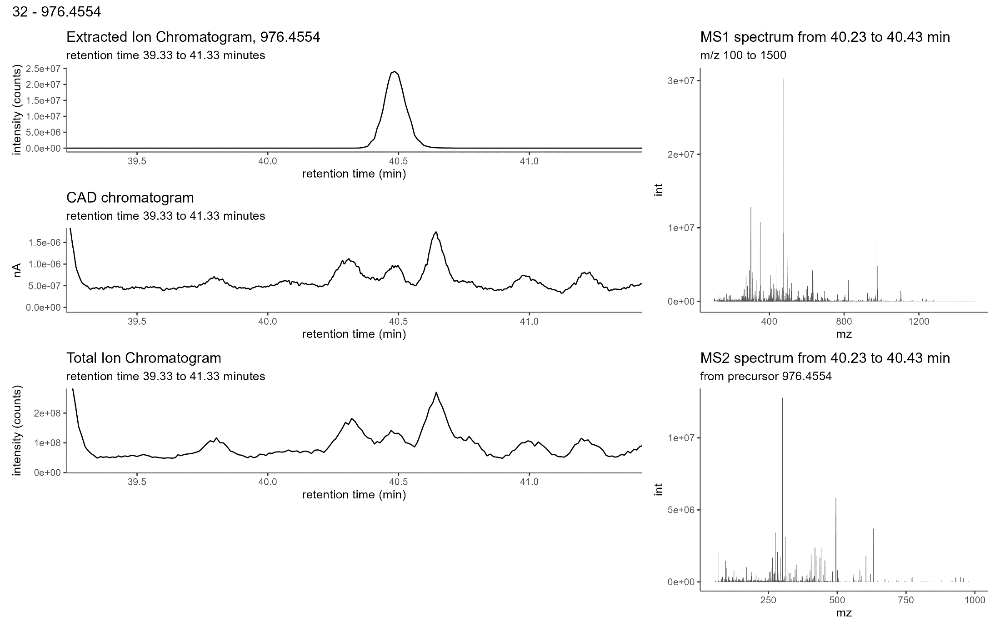 32 - 976.4554
Extracted Ion Chromatogram, 976.4554
retention time 39.33 to 41.33 minutes
intensity (counts)
2.5e+07
2.0e+07
1.5e+07
1.0e+07
5.0e+06
0.0e+00
39.5 40.0 40.5 41.0
retention time (min)
CAD chromatogram
retention time 39.33 to 41.33 minutes
nA
1.5e-06
1.0e-06
5.0e-07
0.0e+00
39.5 40.0 40.5 41.0
retention time (min)
Total Ion Chromatogram
retention time 39.33 to 41.33 minutes
intensity (counts)
2e+08
1e+08
0e+00
39.5 40.0 40.5 41.0
retention time (min)
MS1 spectrum from 40.23 to 40.43 min
m/z 100 to 1500
int
3e+07
2e+07
1e+07
0e+00
400 800 1200
mz
MS2 spectrum from 40.23 to 40.43 min
from precursor 976.4554
int
1e+07
5e+06
0e+00
250 500 750 1000
mz